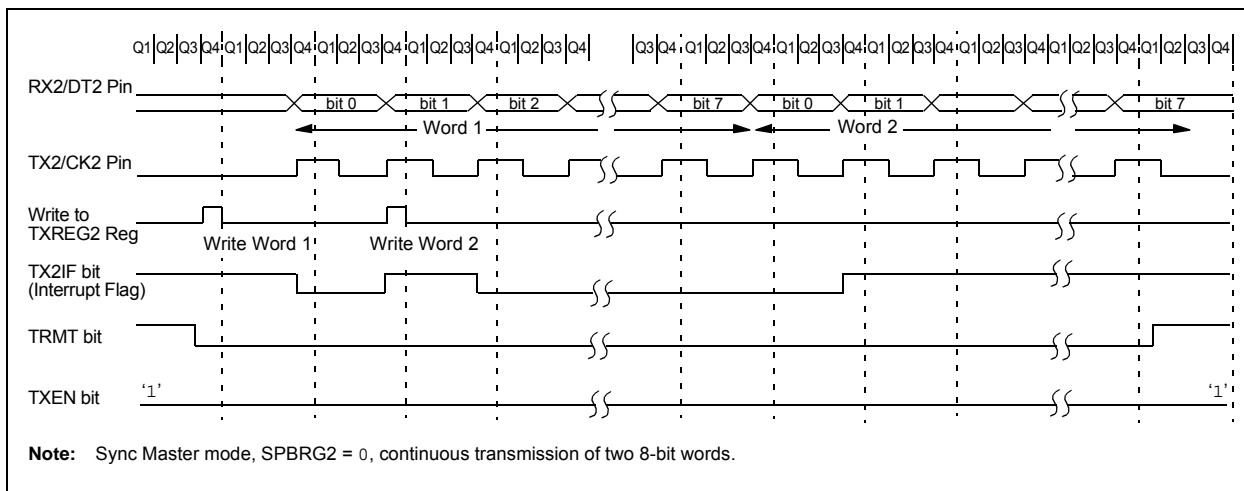 Q1 Q2 Q3 Q4 Q1 Q2 Q3 Q4 Q1 Q2 Q3 Q4 Q1 Q2 Q3 Q4 Q1 Q2 Q3 Q4 Q3 Q4 Q1 Q2 Q3 Q4 Q1 Q2 Q3 Q4 Q1 Q2 Q3 Q4 Q1 Q2 Q3 Q4 Q1 Q2 Q3 Q4 Q1 Q2 Q3 Q4
RX2/DT2 Pin
bit 0 bit 1 bit 2 bit 7 bit 0 bit 1 bit 7
Word 1 Word 2
TX2/CK2 Pin
Write to
TXREG2 Reg
Write Word 1 Write Word 2
TX2IF bit
(Interrupt Flag)
TRMT bit
TXEN bit
‘1’ ‘1’
Note: Sync Master mode, SPBRG2 = 0, continuous transmission of two 8-bit words.